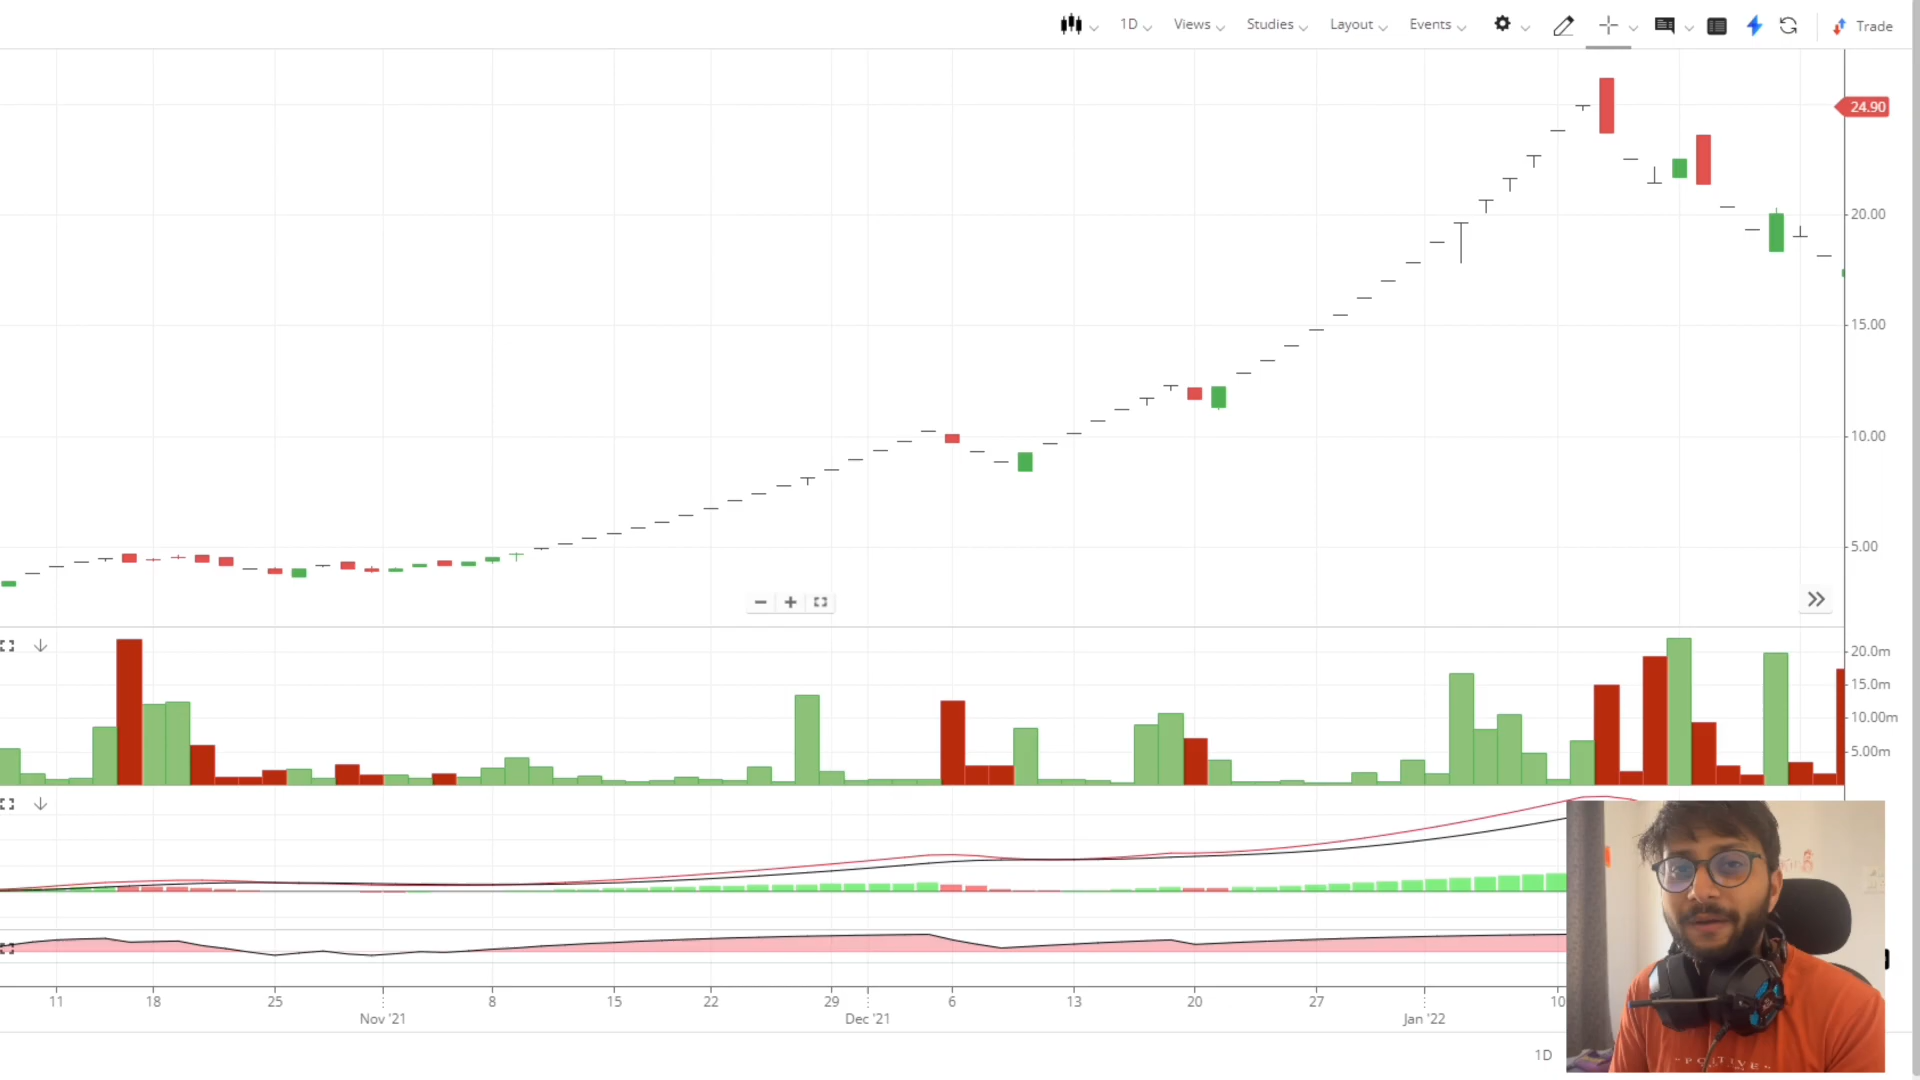 1D Views Studies Layout Events Trade
24.90
20.00
15.00
10.00
5.00
20.0m
15.0m
10.00m
5.00m
11 18 25 8 15 22 29 6 13 20 27 10
Nov '21 Dec '21 Jan '22
1D
"POTIVE"